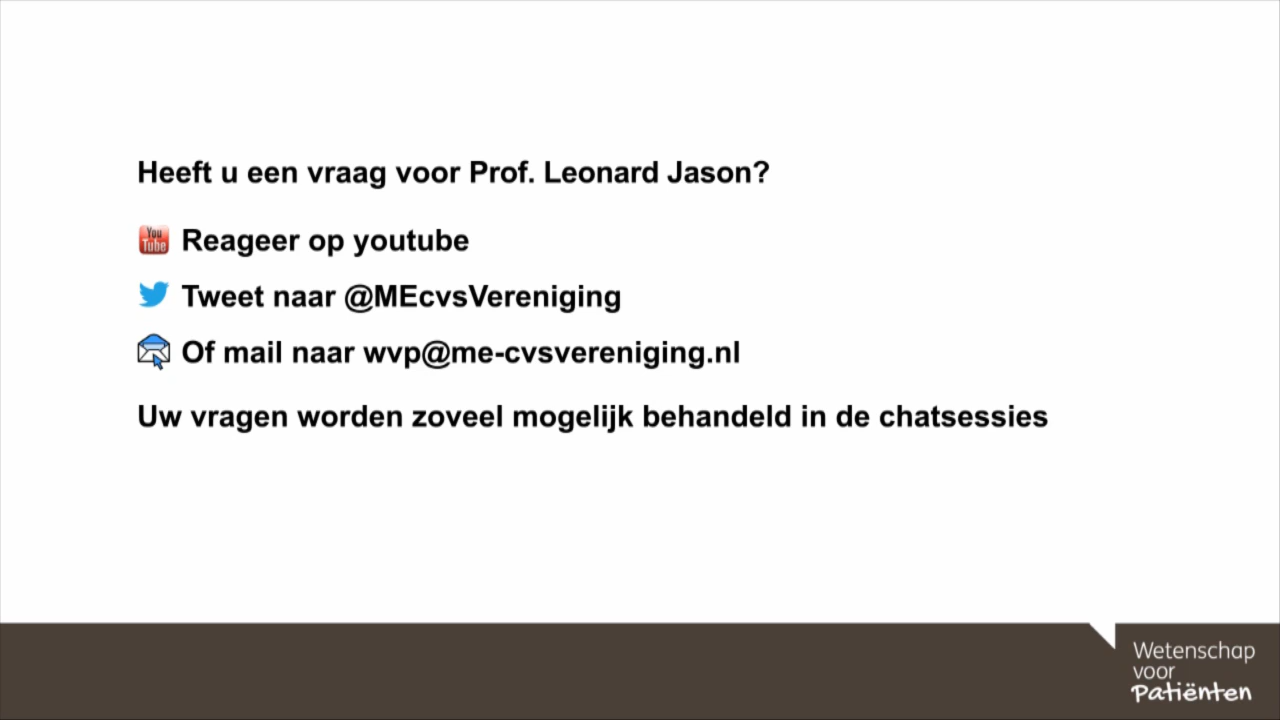 Heeft u een vraag voor Prof. Leonard Jason?
You
Tube
Reageer op youtube
Tweet naar @MEcvsVereniging
Of mail naar wvp@me-cvsvereniging.nl
Uw vragen worden zoveel mogelijk behandeld in de chatsessies
Wetenschap
voor
Patiënten